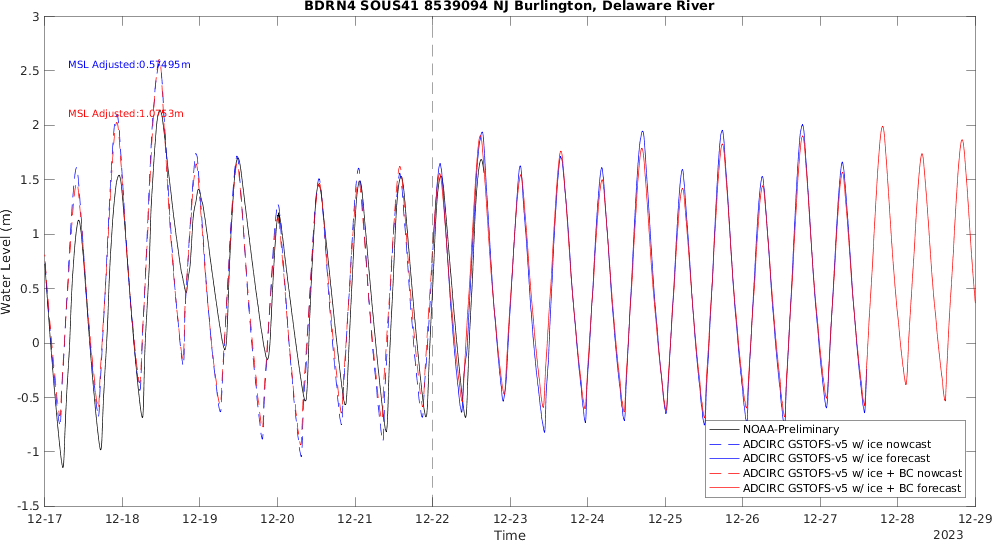 BDRN4 SOUS41 8539094 NJ Burlington, Delaware River
3
2.5
2
1.5
1
0.5
0
-0.5
-1
-1.5
Water Level (m)
MSL Adjusted:0.57495m
MSL Adjusted:1.0753m
NOAA-Preliminary
ADCIRC GSTOFS-v5 w/ ice nowcast
ADCIRC GSTOFS-v5 w/ ice forecast
ADCIRC GSTOFS-v5 w/ ice + BC nowcast
ADCIRC GSTOFS-v5 w/ ice + BC forecast
12-17 12-18 12-19 12-20 12-21 12-22 12-23 12-24 12-25 12-26 12-27 12-28 12-29
Time
2023